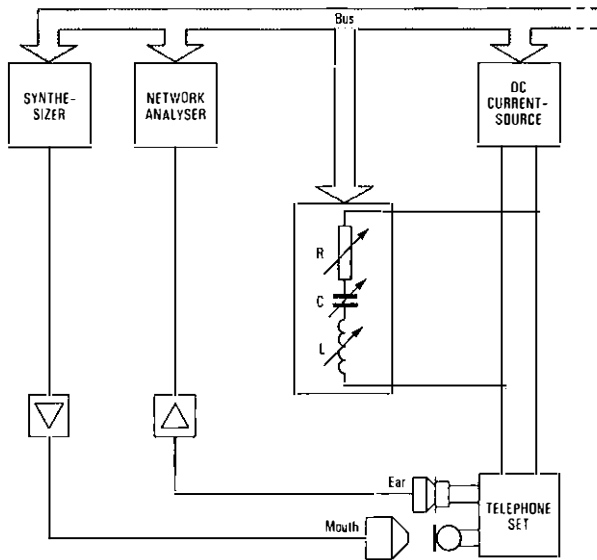 Bus
SYNTHE-
SIZER
NETWORK
ANALYSER
DC
CURRENT-
SOURCE
R
C
L
Ear
Mouth
TELEPHONE
SET